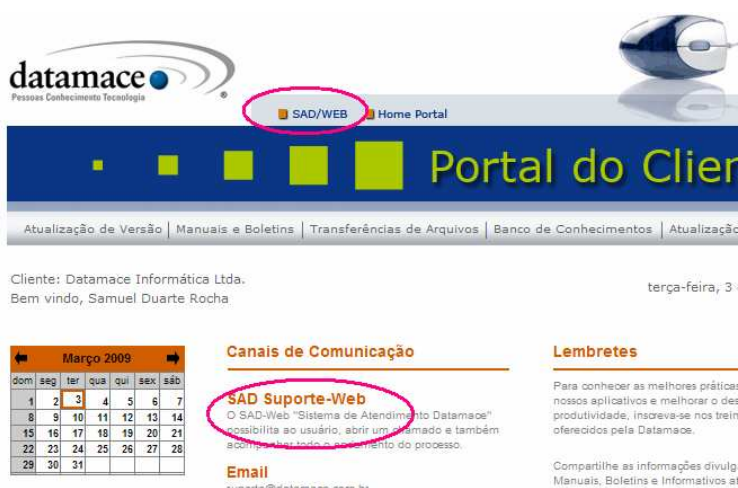 datamace
Pessoas Conhecimento Tecnologia
®
SAD/WEB Home Portal
Portal do Clien
Atualização de Versão | Manuais e Boletins | Transferências de Arquivos | Banco de Conhecimentos | Atualização
Cliente: Datamace Informática Ltda.
Bem vindo, Samuel Duarte Rocha
terça-feira, 3
Março 2009
dom seg ter qua qui sex sáb
1 2 3 4 5 6 7
8 9 10 11 12 13 14
15 16 17 18 19 20 21
22 23 24 25 26 27 28
29 30 31
Canais de Comunicação
SAD Suporte-Web
O SAD-Web "Sistema de Atendimento Datamace"
possibilita ao usuário, abrir um chamado e também
acompanhar todo o andamento do processo.
Email
suporte@datamace.com.br
Lembretes
Para conhecer as melhores práticas
nossos aplicativos e melhorar o des
produtividade, inscreva-se nos trein
oferecidos pela Datamace.
Compartilhe as informações divulg
Manuais, Boletins e Informativos at